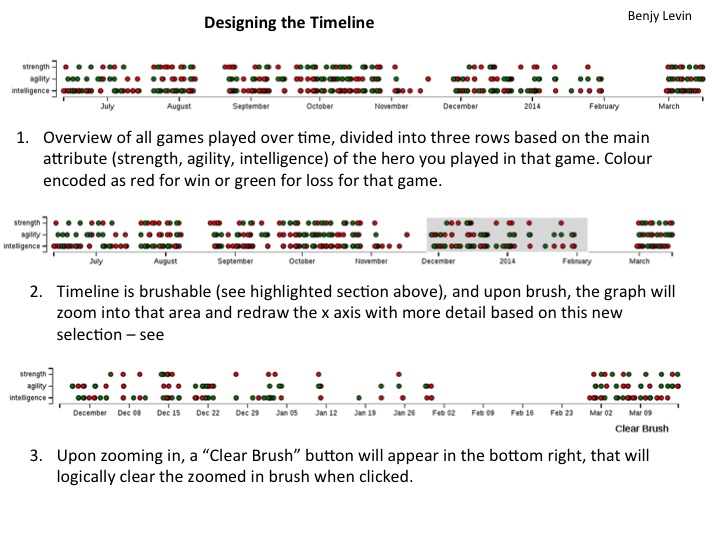 Designing the Timeline
Benjy Levin
strength
agility
intelligence
July August September October November December 2014 February March
1. Overview of all games played over time, divided into three rows based on the main
attribute (strength, agility, intelligence) of the hero you played in that game. Colour
encoded as red for win or green for loss for that game.
strength
agility
intelligence
July August September October November December 2014 February March
2. Timeline is brushable (see highlighted section above), and upon brush, the graph will
zoom into that area and redraw the x axis with more detail based on this new
selection – see
strength
agility
intelligence
December Dec 08 Dec 15 Dec 22 Dec 29 Jan 05 Jan 12 Jan 19 Jan 26 Feb 02 Feb 09 Feb 16 Feb 23 Mar 02 Mar 09
Clear Brush
3. Upon zooming in, a “Clear Brush” button will appear in the bottom right, that will
logically clear the zoomed in brush when clicked.